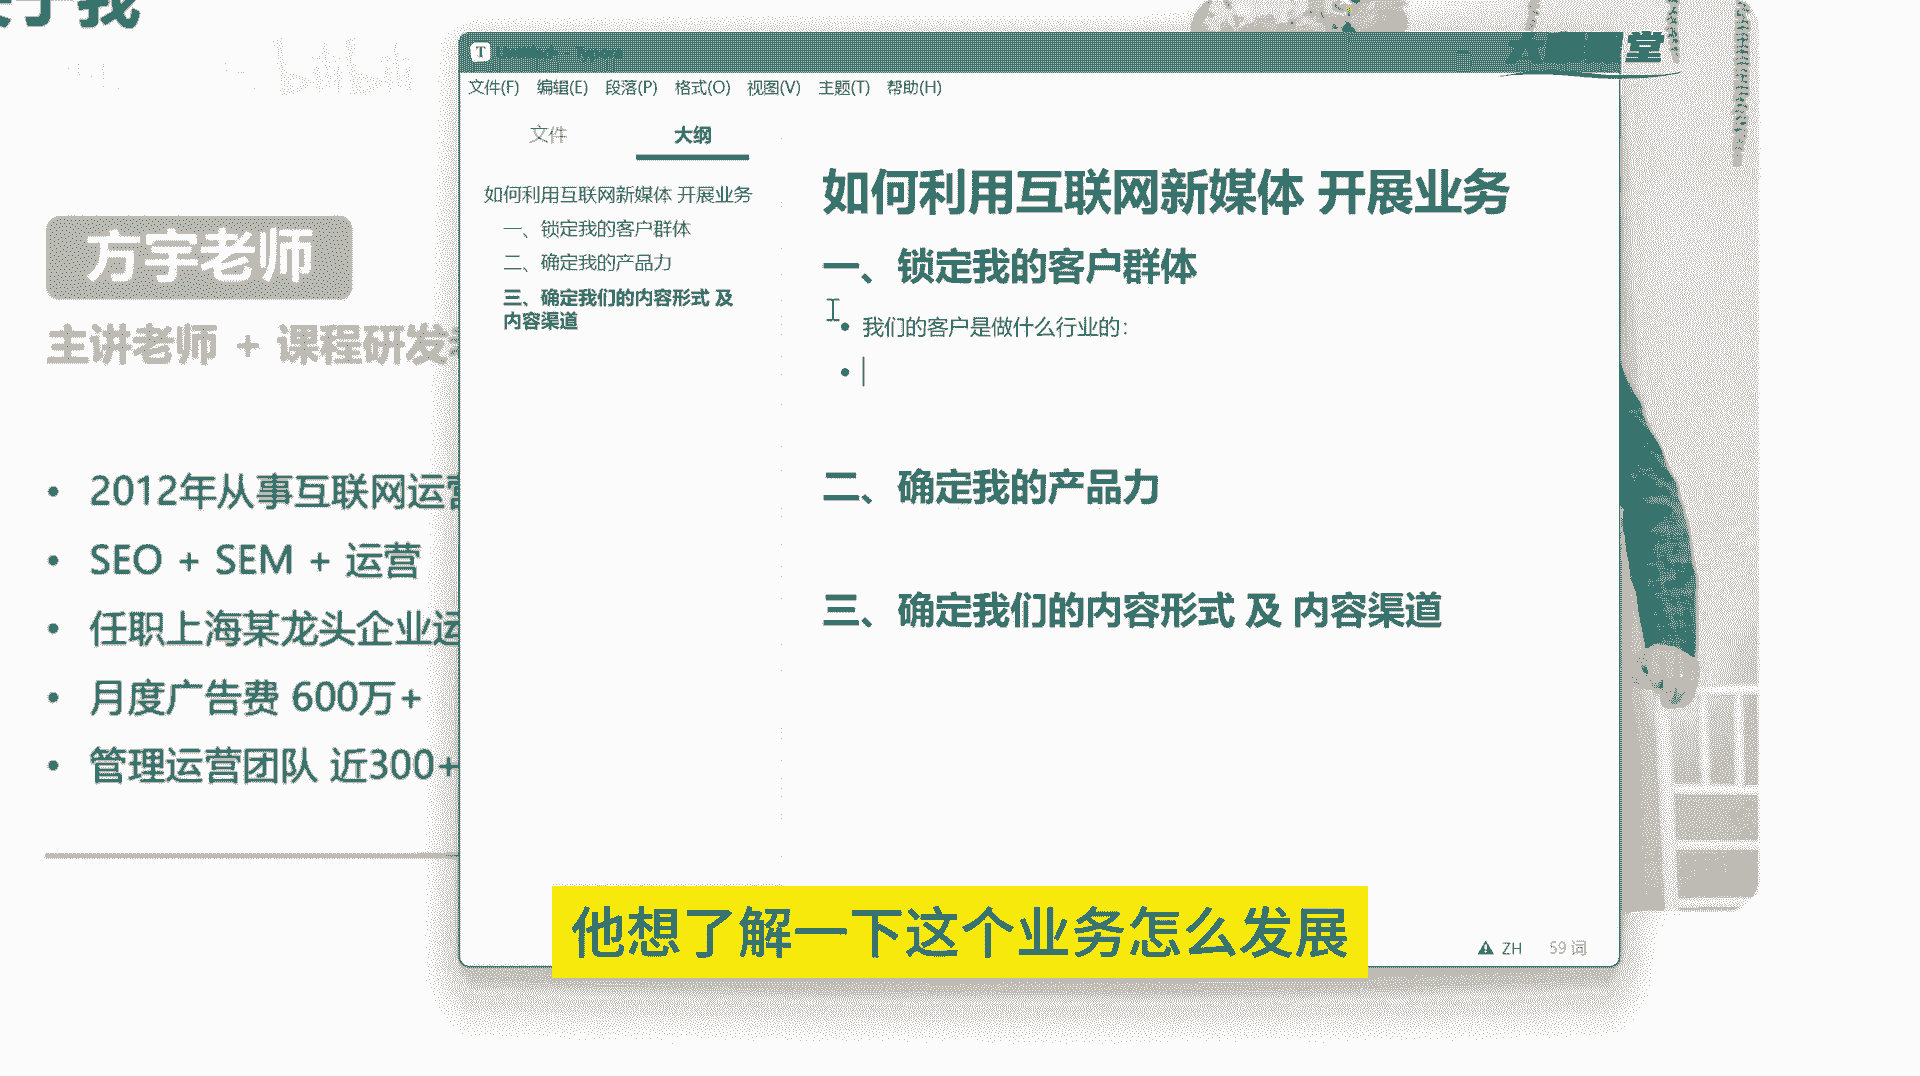 bilibili
文件(F) 编辑(E) 段落(P) 格式(O) 视图(V) 主题(T) 帮助(H)
文件 大纲
如何利用互联网新媒体 开展业务
一、锁定我的客户群体
二、确定我的产品力
三、确定我们的内容形式 及
内容渠道
如何利用互联网新媒体 开展业务
一、锁定我的客户群体
• 我们的客户是做什么行业的：
•
二、确定我的产品力
三、确定我们的内容形式 及 内容渠道
ZH 59 词
方宇老师
主讲老师 + 课程研发
• 2012年从事互联网运营
• SEO + SEM + 运营
• 任职上海某龙头企业运
• 月度广告费 600万+
• 管理运营团队 近300+
他想了解一下这个业务怎么发展